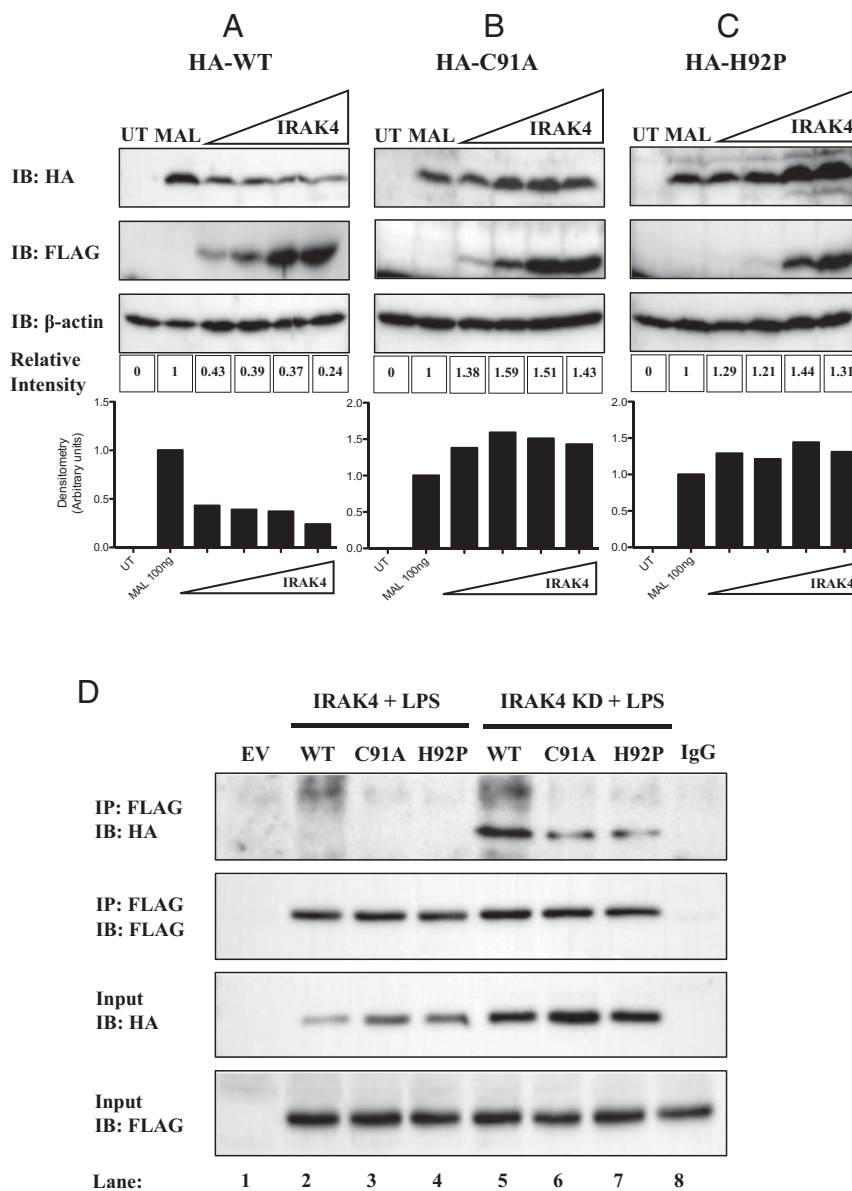 A
B
C
HA-WT
HA-C91A
HA-H92P
UT MAL IRAK4
UT MAL IRAK4
UT MAL IRAK4
IB: HA
IB: FLAG
IB: β-actin
Relative
Intensity
0 1 0.43 0.39 0.37 0.24
0 1 1.38 1.59 1.51 1.43
0 1 1.29 1.21 1.44 1.31
Densitometry
(Arbitrary units)
1.5
1.0
0.5
0.0
2.0
1.5
1.0
0.5
0.0
2.0
1.5
1.0
0.5
0.0
UT
MAL 100ng
IRAK4
UT
MAL 100ng
IRAK4
UT
MAL 100ng
IRAK4
D
IRAK4 + LPS
IRAK4 KD + LPS
EV WT C91A H92P WT C91A H92P IgG
IP: FLAG
IB: HA
IP: FLAG
IB: FLAG
Input
IB: HA
Input
IB: FLAG
Lane: 1 2 3 4 5 6 7 8